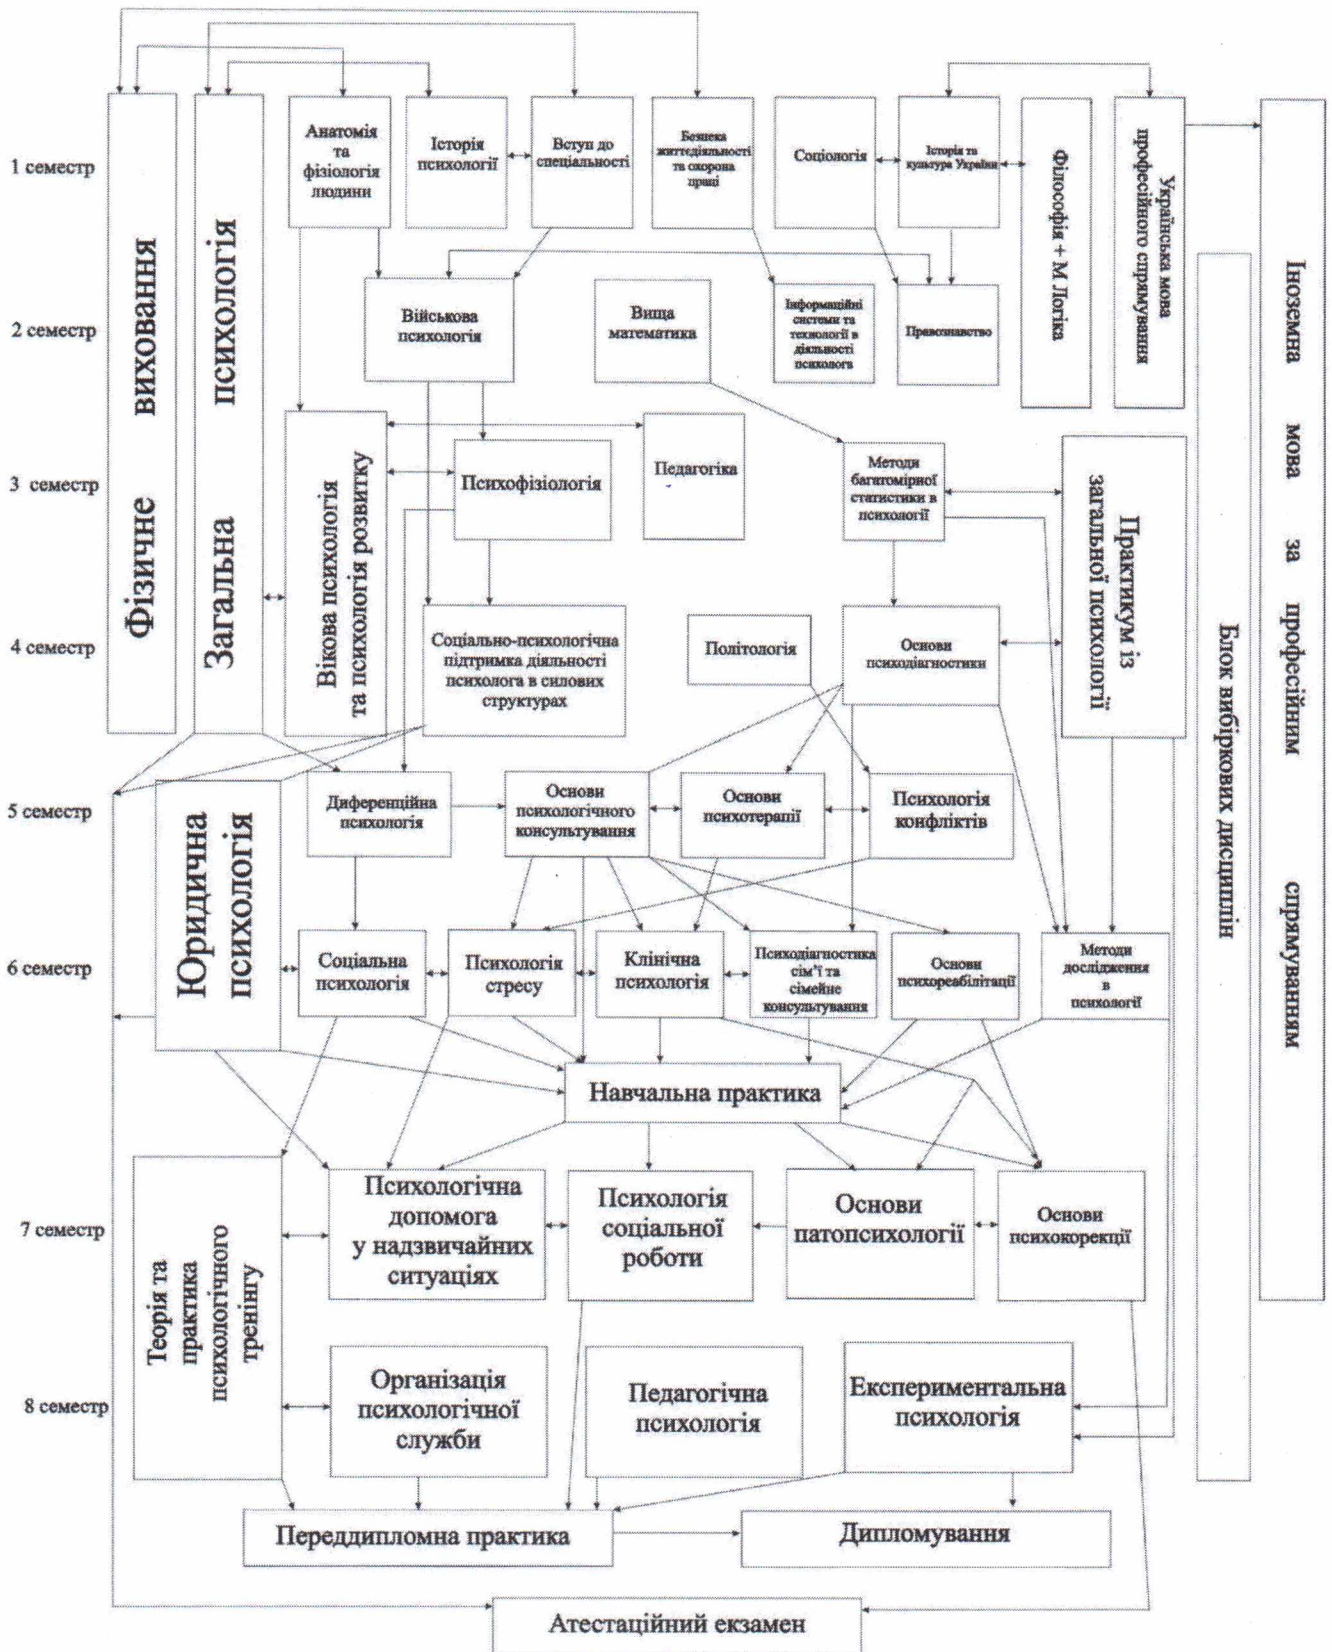 1 семестр
Анатомія
та
фізіологія
людини
Історія
психології
Вступ до
спеціальності
Безпека
життєдіяльності
та охорона
праці
Соціологія
Історія та
культура України
Філософія + М Логіка
Українська мова
професійного спрямування
Іноземна мова за професійним спрямуванням
Фізичне виховання
Загальна психологія
2 семестр
Військова
психологія
Вища
математика
Інформаційні
системи та
технології в
діяльності
психолога
Правознавство
Блок вибіркових дисциплін
3 семестр
Вікова психологія
та психологія розвитку
Психофізіологія
Педагогіка
Методи
багатомірної
статистики в
психології
Практикум із
загальної психології
4 семестр
Соціально-психологічна
підтримка діяльності
психолога в силових
структурах
Політологія
Основи
психодіагностики
5 семестр
Юридична
психологія
Диференційна
психологія
Основи
психологічного
консультування
Основи
психотерапії
Психологія
конфліктів
6 семестр
Соціальна
психологія
Психологія
стресу
Клінічна
психологія
Психодіагностика
сім’ї та
сімейне
консультування
Основи
психореабілітації
Методи
дослідження
в
психології
Навчальна практика
7 семестр
Теорія та
практика
психологічного
тренінгу
Психологічна
допомога
у надзвичайних
ситуаціях
Психологія
соціальної
роботи
Основи
патопсихології
Основи
психокорекції
8 семестр
Організація
психологічної
служби
Педагогічна
психологія
Експериментальна
психологія
Переддипломна практика
Дипломування
Атестаційний екзамен